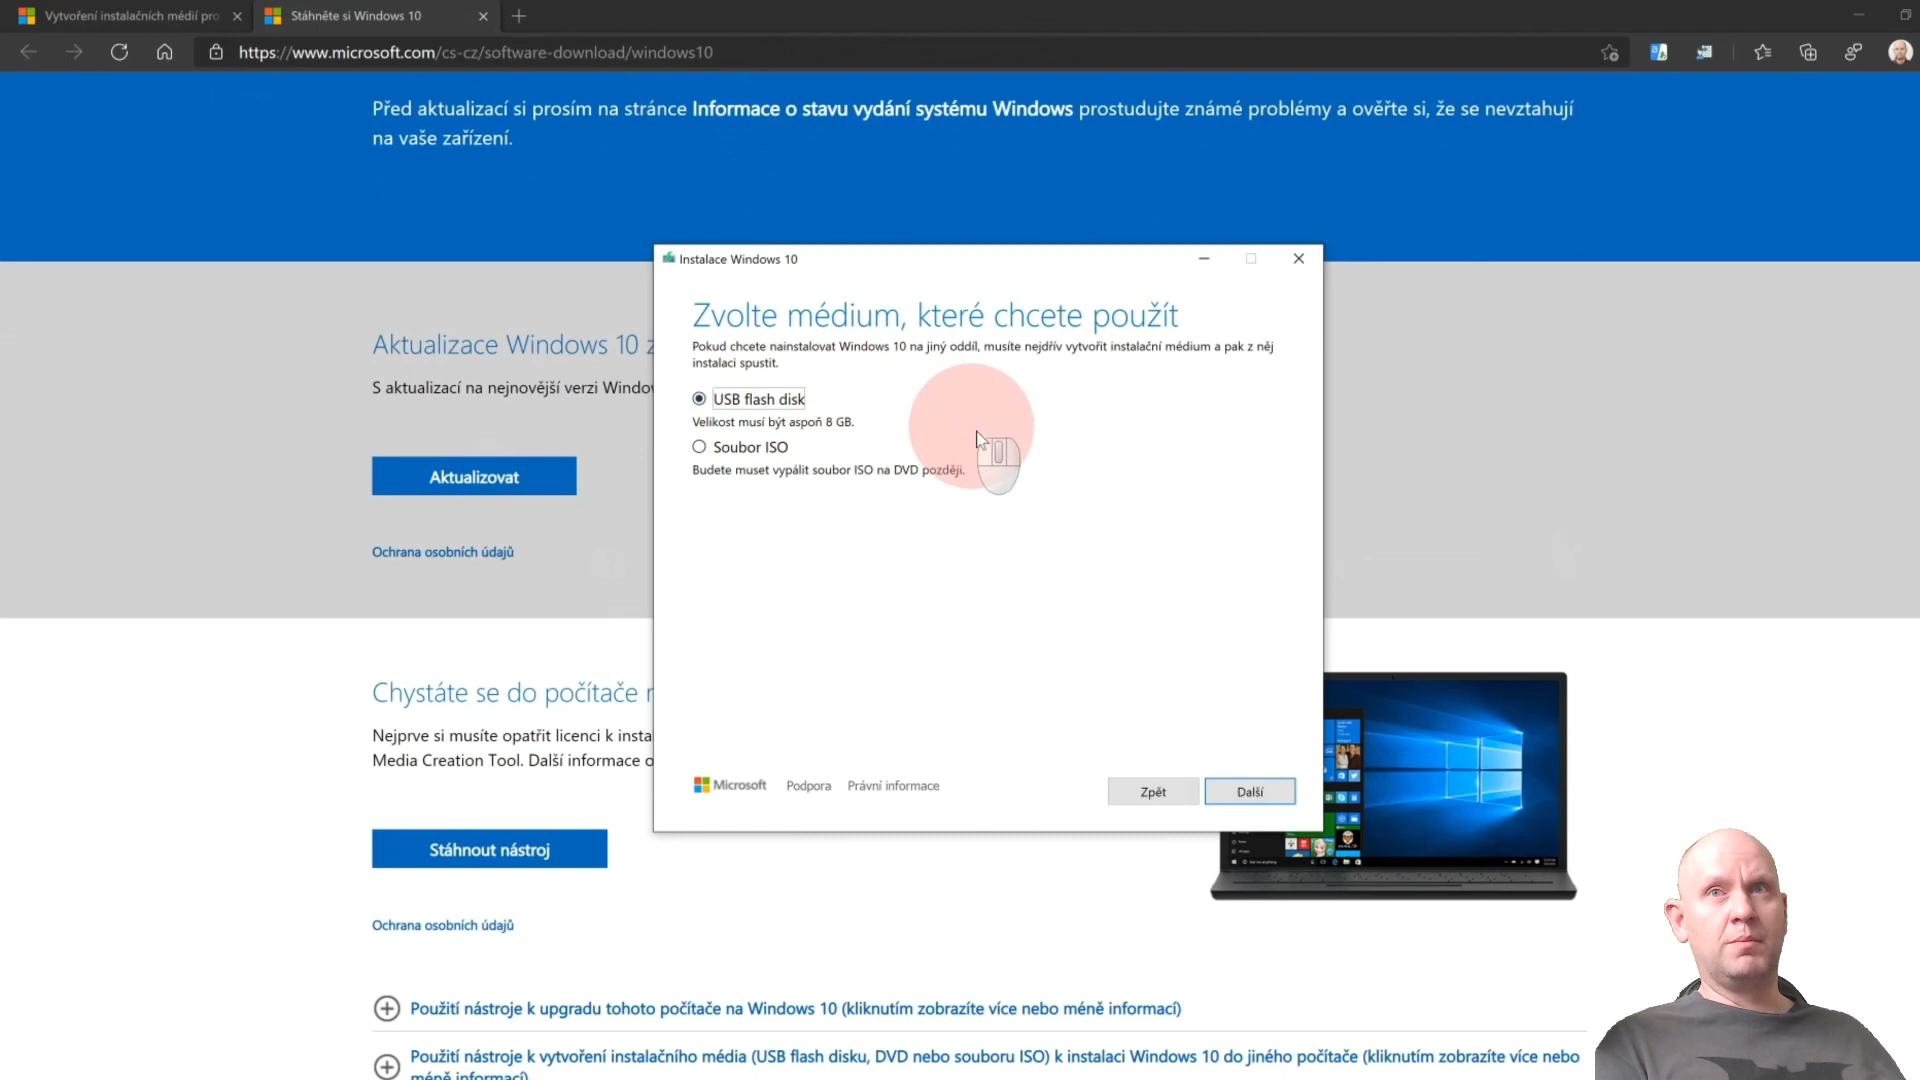 Vytvoření instalačních médií pro
Stáhněte si Windows 10
https://www.microsoft.com/cs-cz/software-download/windows10
Před aktualizací si prosím na stránce Informace o stavu vydání systému Windows prostudujte známé problémy a ověřte si, že se nevztahují
na vaše zařízení.
Instalace Windows 10
Zvolte médium, které chcete použít
Pokud chcete nainstalovat Windows 10 na jiný oddíl, musíte nejdřív vytvořit instalační médium a pak z něj
instalaci spustit.
USB flash disk
Velikost musí být aspoň 8 GB.
Soubor ISO
Budete muset vypálit soubor ISO na DVD později.
Microsoft
Podpora
Právní informace
Zpět
Další
Aktualizace Windows 10 z
S aktualizací na nejnovější verzi Windo
Aktualizovat
Ochrana osobních údajů
Chystáte se do počítače
Nejprve si musíte opatřit licenci k insta
Media Creation Tool. Další informace o
Stáhnout nástroj
Ochrana osobních údajů
Použití nástroje k upgradu tohoto počítače na Windows 10 (kliknutím zobrazíte více nebo méně informací)
Použití nástroje k vytvoření instalačního média (USB flash disku, DVD nebo souboru ISO) k instalaci Windows 10 do jiného počítače (kliknutím zobrazíte více nebo
méně informací)